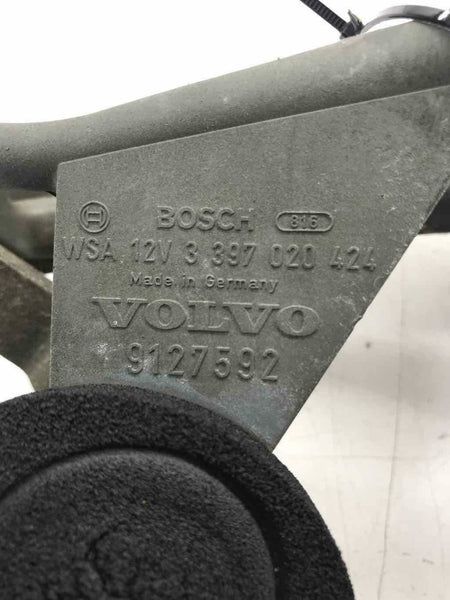 BOSCH 816
WSA 12V 3 397 020 424
Made in Germany
VOLVO
9127592